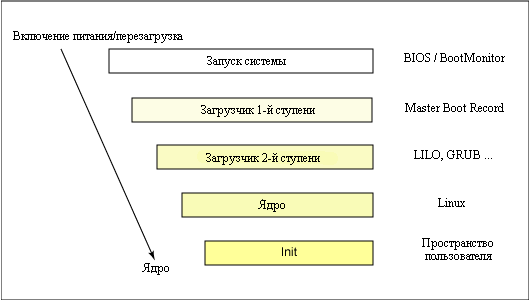 Включение питания/перезагрузка
Запуск системы
BIOS / BootMonitor
Загрузчик 1-й ступени
Master Boot Record
Загрузчик 2-й ступени
LILO, GRUB ...
Ядро
Linux
Init
Пространство
пользователя
Ядро